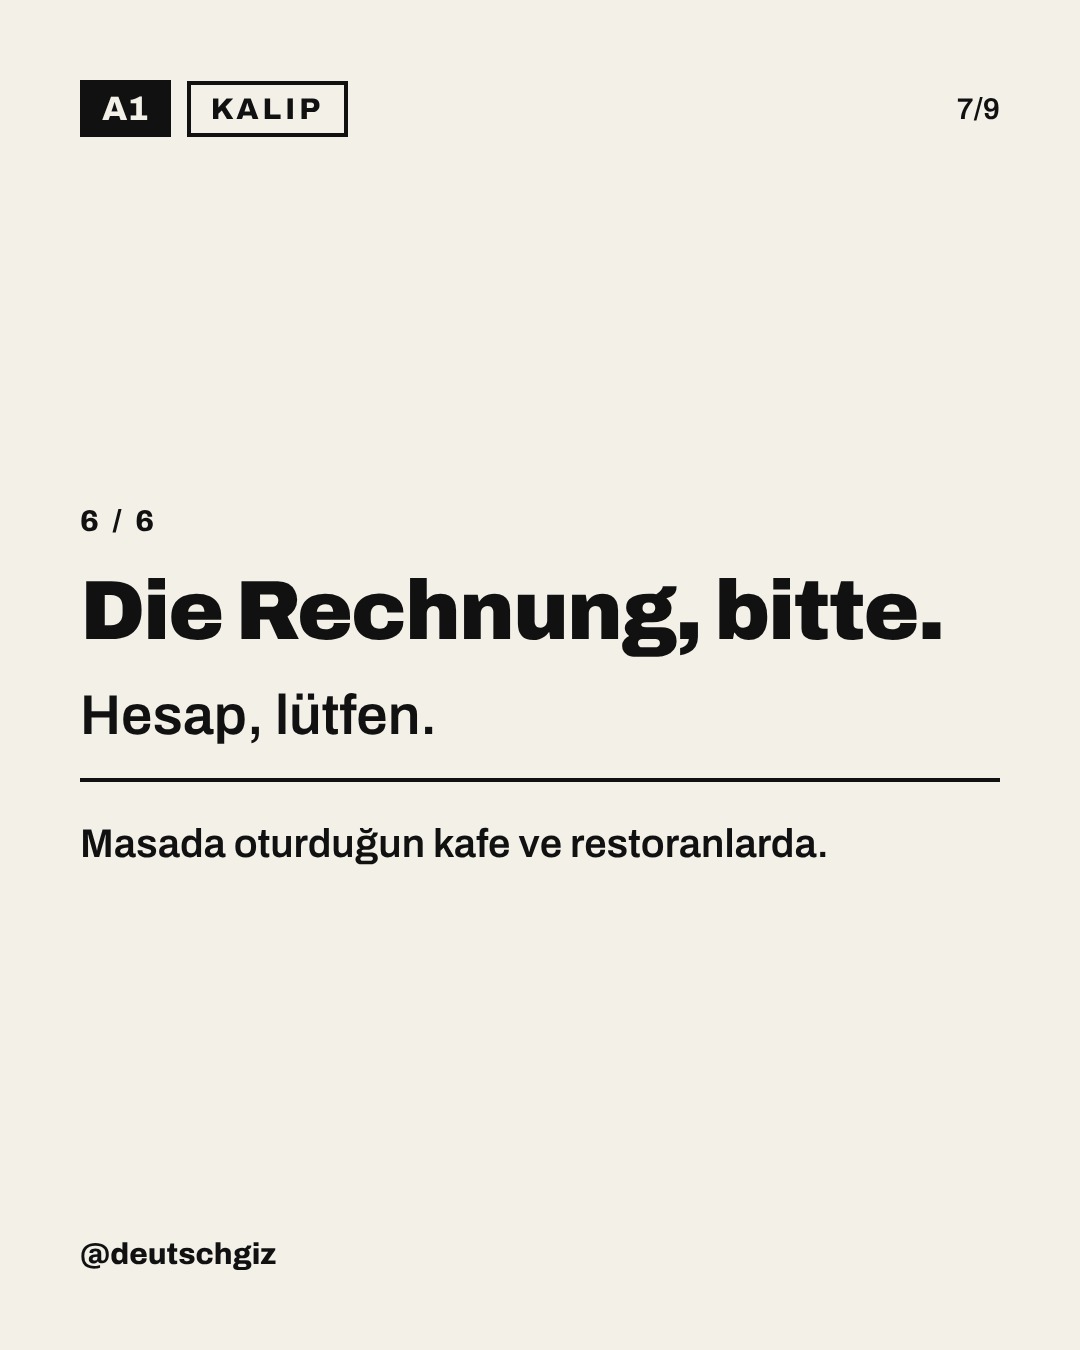 A1 KALIP 7/9
6 / 6
Die Rechnung, bitte.
Hesap, lütfen.
Masada oturduğun kafe ve restoranlarda.
@deutschgiz